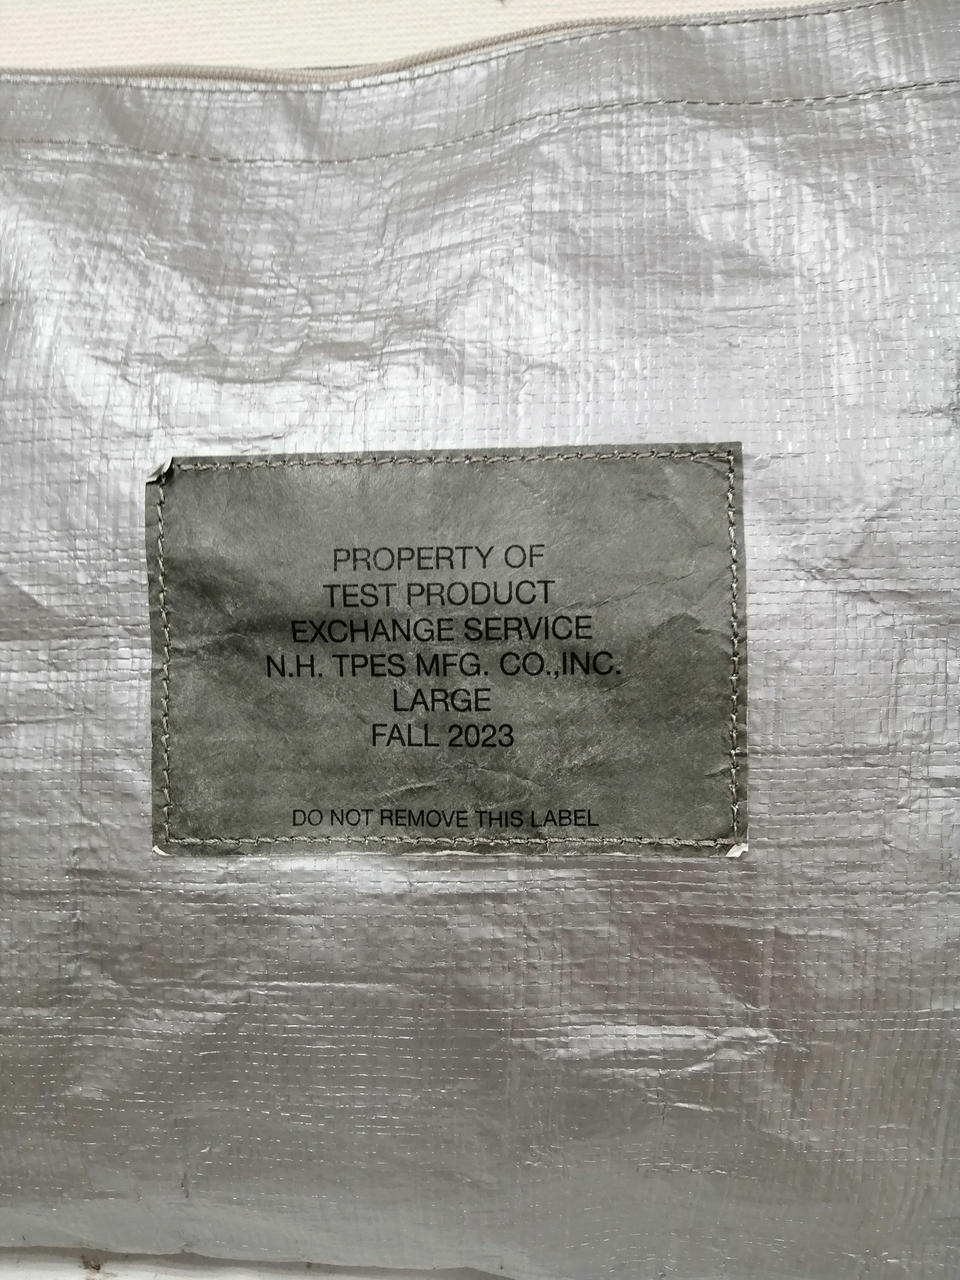 PROPERTY OF
TEST PRODUCT
EXCHANGE SERVICE
N.H. TPES MFG. CO.,INC.
LARGE
FALL 2023
DO NOT REMOVE THIS LABEL